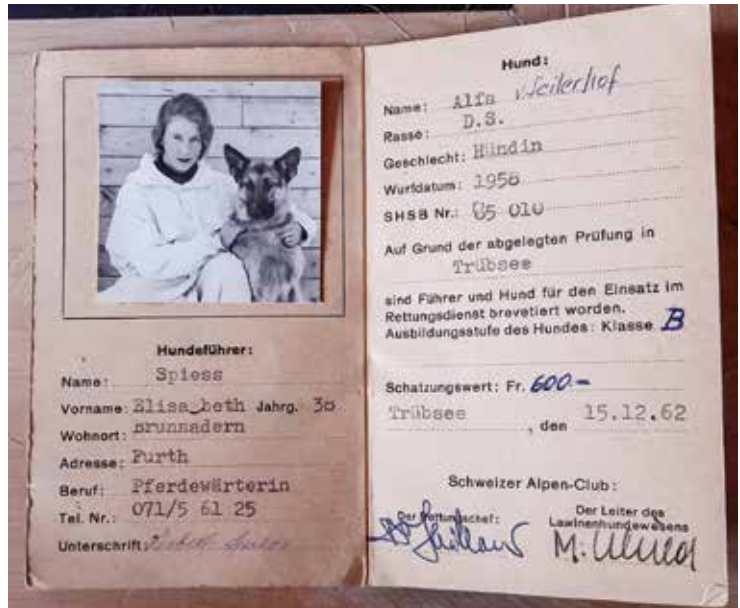 Hundeführer:
Name: Spiess
Vorname: Elisabeth Jahrg. 38
Wohnort: Brunnadern
Adresse: Furth
Beruf: Pferdewärterin
Tel. Nr.: 071/5 61 25
Unterschrift:
Hund:
Name: Alfa v. Seilerhof
Rasse: D.S.
Geschlecht: Hündin
Wurfdatum: 1958
SHSB Nr.: 010
Auf Grund der abgelegten Prüfung in
Trübsee
sind Führer und Hund für den Einsatz im
Rettungsdienst brevetiert worden.
Ausbildungsstufe des Hundes: Klasse B
Schatzungswert: Fr. 600.-
Trübsee, den 15.12.62
Schweizer Alpen-Club:
Der Rettungschef:
Der Leiter des
Lawinenhundewesens